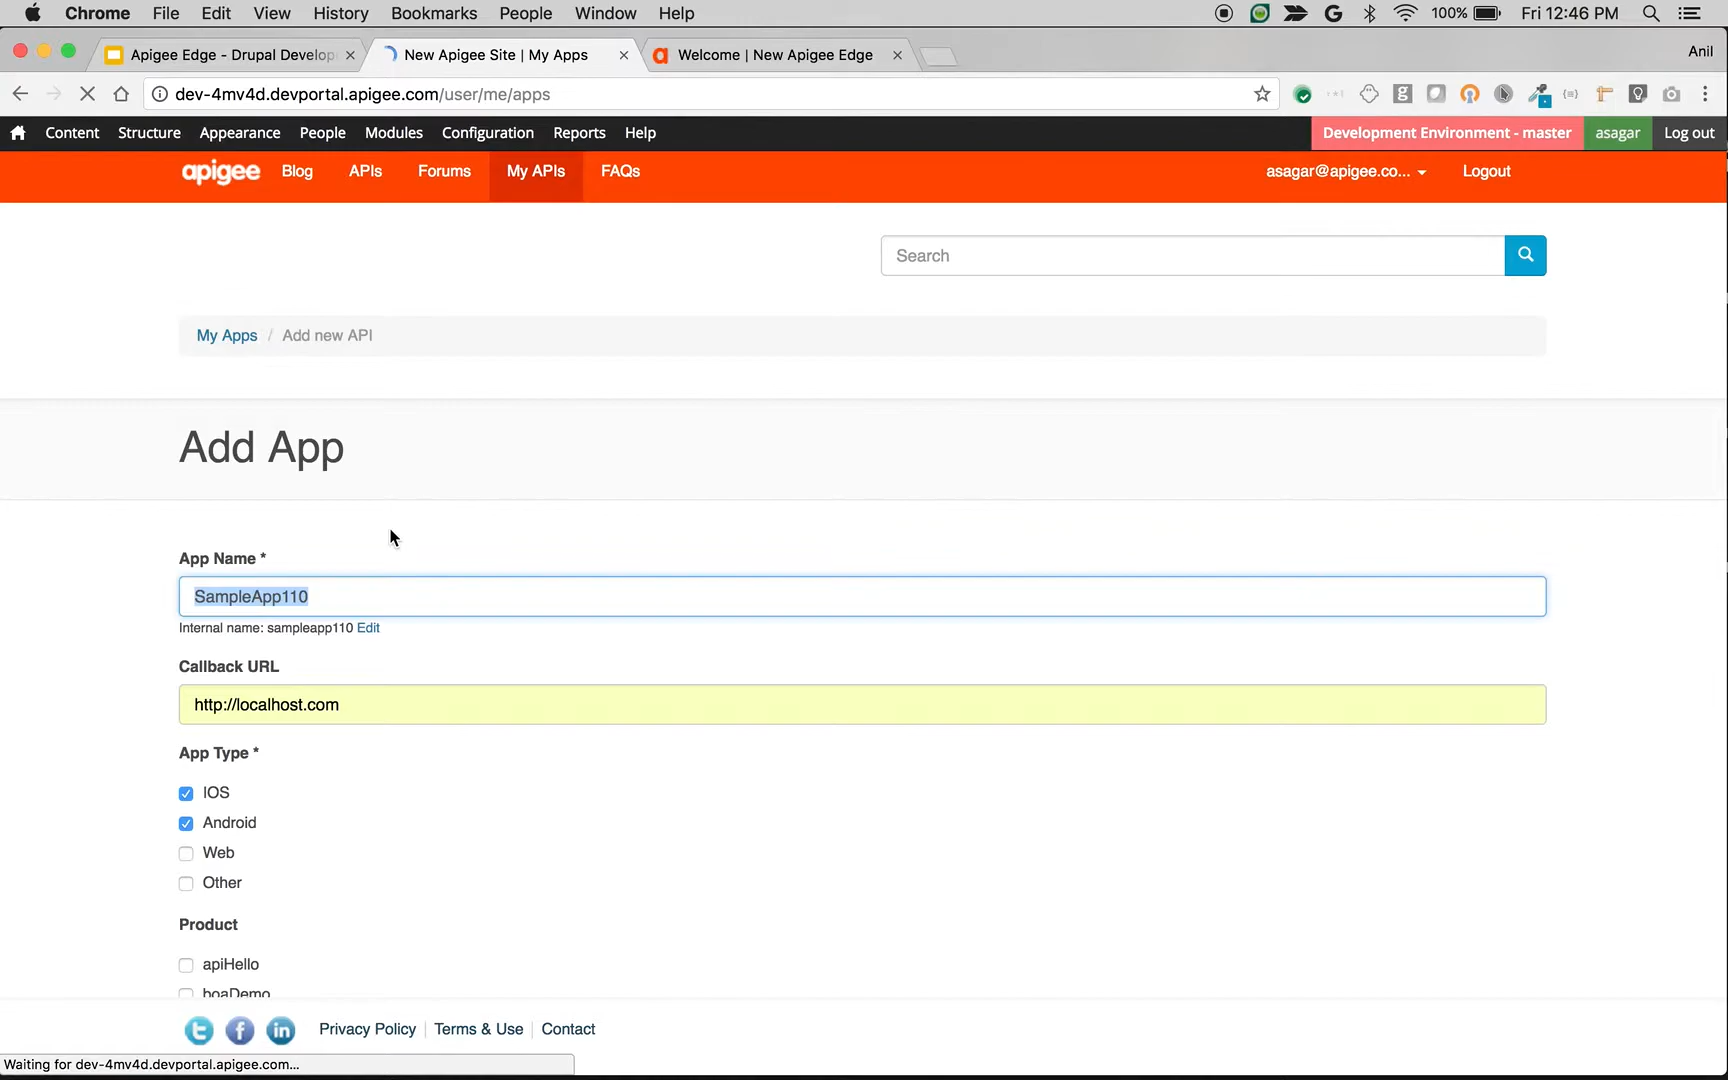 Chrome File Edit View History Bookmarks People Window Help 100% Fri 12:46 PM
Apigee Edge - Drupal Develop New Apigee Site | My Apps Welcome | New Apigee Edge Anil
dev-4mv4d.devportal.apigee.com/user/me/apps
Content Structure Appearance People Modules Configuration Reports Help Development Environment - master asagar Log out
apigee Blog APIs Forums My APIs FAQs asagar@apigee.co... Logout
Search
My Apps / Add new API
Add App
App Name *
SampleApp110
Internal name: sampleapp110 Edit
Callback URL
http://localhost.com
App Type *
IOS
Android
Web
Other
Product
apiHello
boaDemo
Privacy Policy | Terms & Use | Contact
Waiting for dev-4mv4d.devportal.apigee.com...